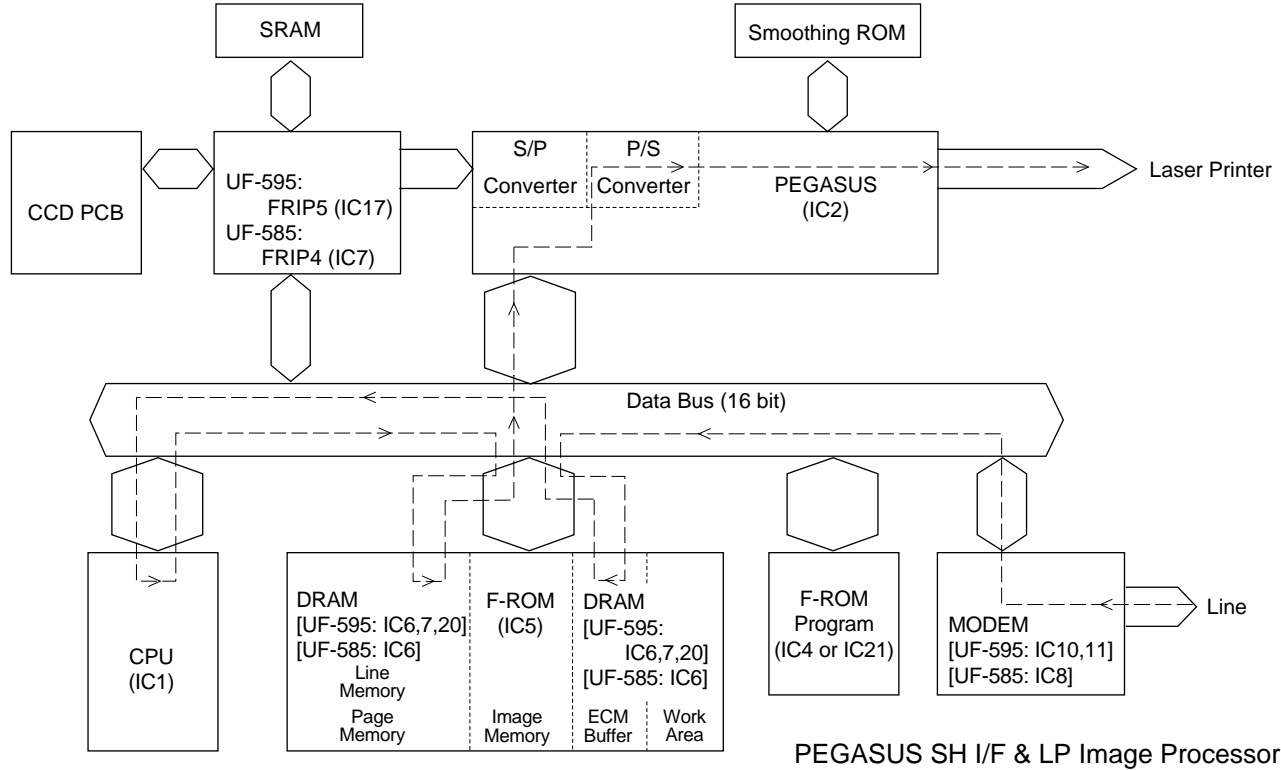 SRAM
Smoothing ROM
CCD PCB
UF-595:
FRIP5 (IC17)
UF-585:
FRIP4 (IC7)
S/P
Converter
P/S
Converter
PEGASUS
(IC2)
Laser Printer
Data Bus (16 bit)
CPU
(IC1)
DRAM
[UF-595: IC6,7,20]
[UF-585: IC6]
Line
Memory
Page
Memory
F-ROM
(IC5)
Image
Memory
DRAM
[UF-595:
IC6,7,20]
[UF-585: IC6]
ECM
Buffer
Work
Area
F-ROM
Program
(IC4 or IC21)
MODEM
[UF-595: IC10,11]
[UF-585: IC8]
Line
PEGASUS SH I/F & LP Image Processor